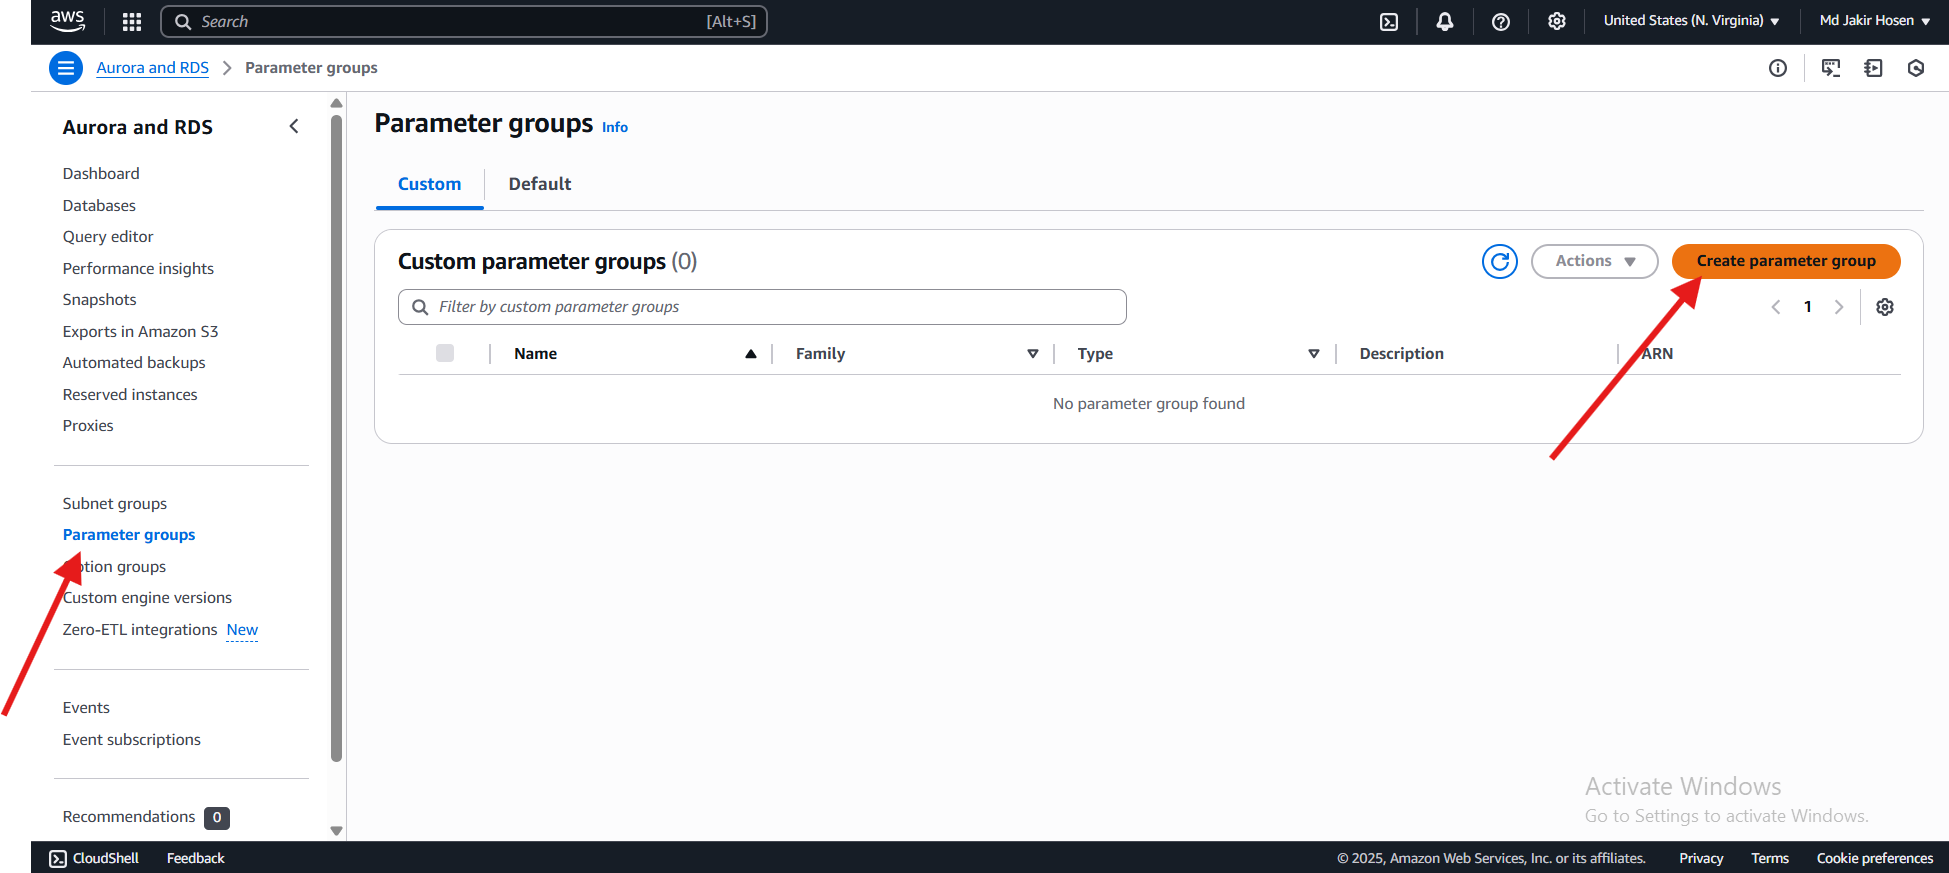 aws Search [Alt+S] United States (N. Virginia) Md Jakir Hosen
Aurora and RDS Parameter groups
Aurora and RDS
Dashboard
Databases
Query editor
Performance insights
Snapshots
Exports in Amazon S3
Automated backups
Reserved instances
Proxies
Subnet groups
Parameter groups
tion groups
Custom engine versions
Zero-ETL integrations New
Events
Event subscriptions
Recommendations 0
Parameter groups Info
Custom Default
Custom parameter groups (0) Actions Create parameter group
Filter by custom parameter groups 1
Name Family Type Description ARN
No parameter group found
Activate Windows
Go to Settings to activate Windows.
CloudShell Feedback © 2025, Amazon Web Services, Inc. or its affiliates. Privacy Terms Cookie preferences